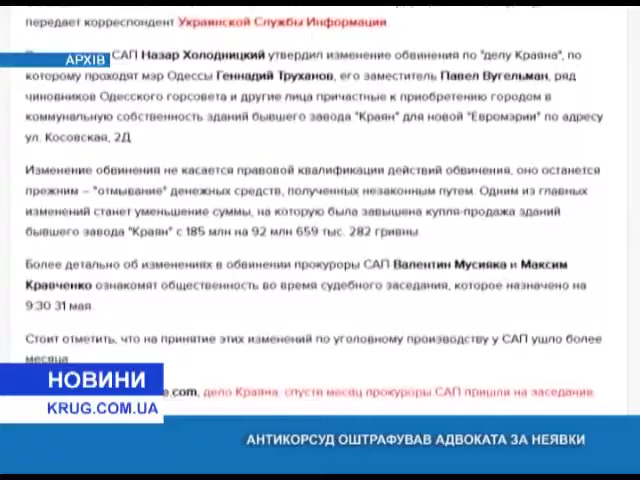 передает корреспондент Украинской Службы Информации
АРХІВ
САП Назар Холодницкий утвердил изменение обвинения по "делу Краяна", по
которому проходят мэр Одессы Геннадий Труханов, его заместитель Павел Вугельман, ряд
чиновников Одесского горсовета и другие лица причастные к приобретению городом в
коммунальную собственность зданий бывшего завода "Краян" для новой "Евромэрии" по адресу
ул. Косовская, 2Д.
Изменение обвинения не касается правовой квалификации действий обвинения, оно останется
прежним – "отмывание" денежных средств, полученных незаконным путем. Одним из главных
изменений станет уменьшение суммы, на которую была завышена купля-продажа зданий
бывшего завода "Краян" с 185 млн на 92 млн 659 тыс. 282 гривны.
Более детально об изменениях в обвинении прокуроры САП Валентин Мусияка и Максим
Кравченко ознакомят общественность во время судебного заседания, которое назначено на
9:30 31 мая.
Стоит отметить, что на принятие этих изменений по уголовному производству у САП ушло более
месяца.
e.com, дело Краяна: спустя месяц прокуроры САП пришли на заседание
НОВИНИ
KRUG.COM.UA
АНТИКОРСУД ОШТРАФУВАВ АДВОКАТА ЗА НЕЯВКИ